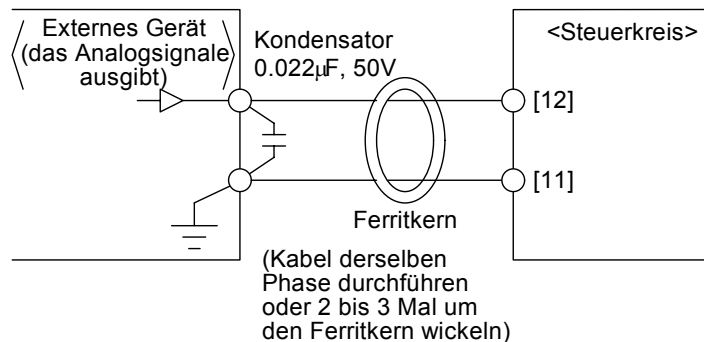 Externes Gerät
(das Analogsignale
ausgibt)
Kondensator
0.022µF, 50V
<Steuerkreis>
[12]
[11]
Ferritkern
(Kabel derselben
Phase durchführen
oder 2 bis 3 Mal um
den Ferritkern wickeln)